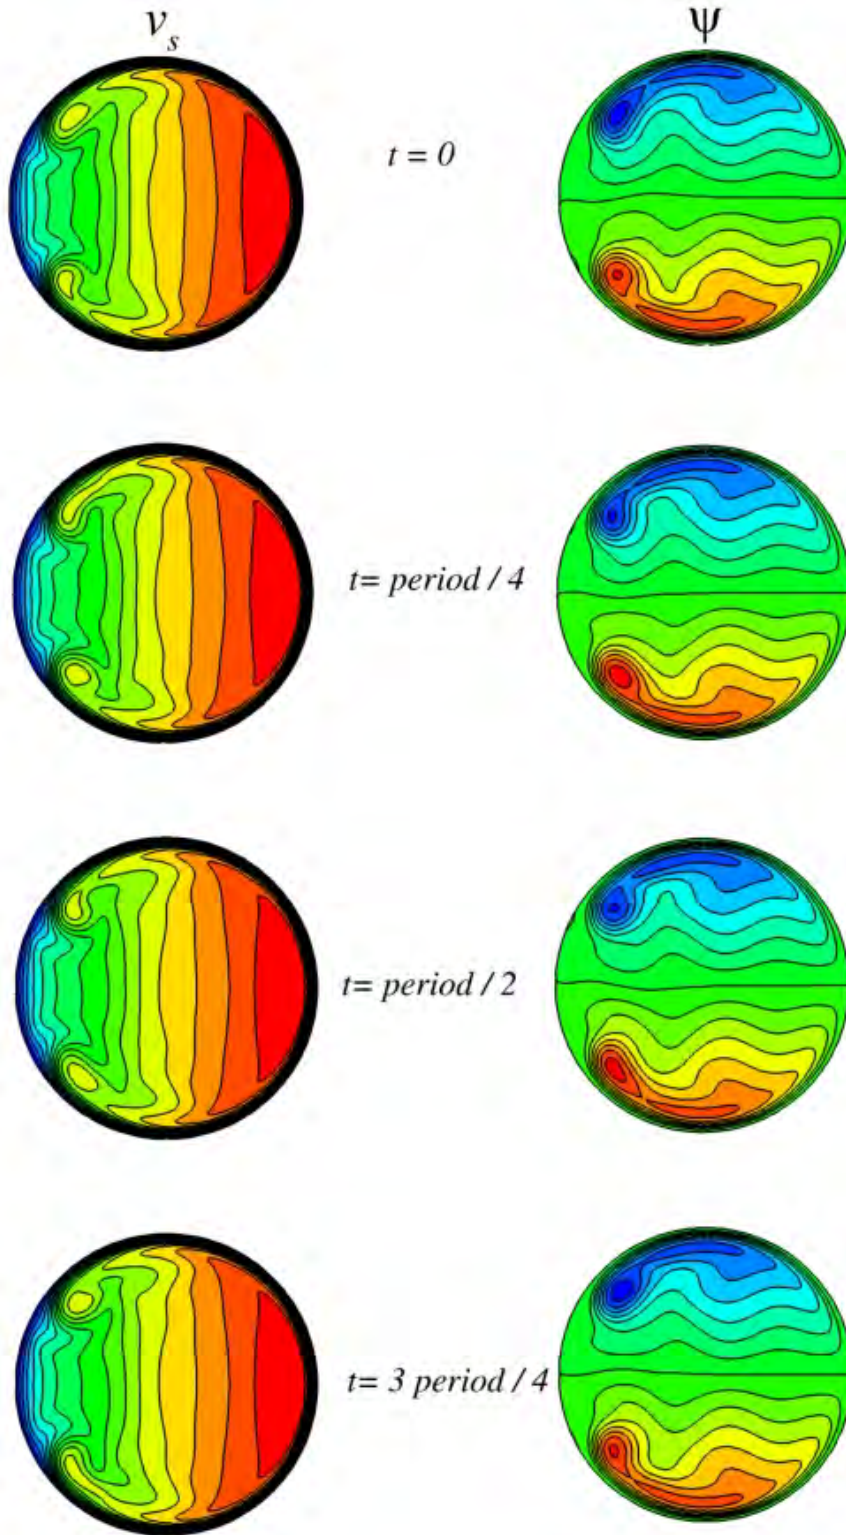 v_s ψ
t = 0
t= period / 4
t= period / 2
t= 3 period / 4